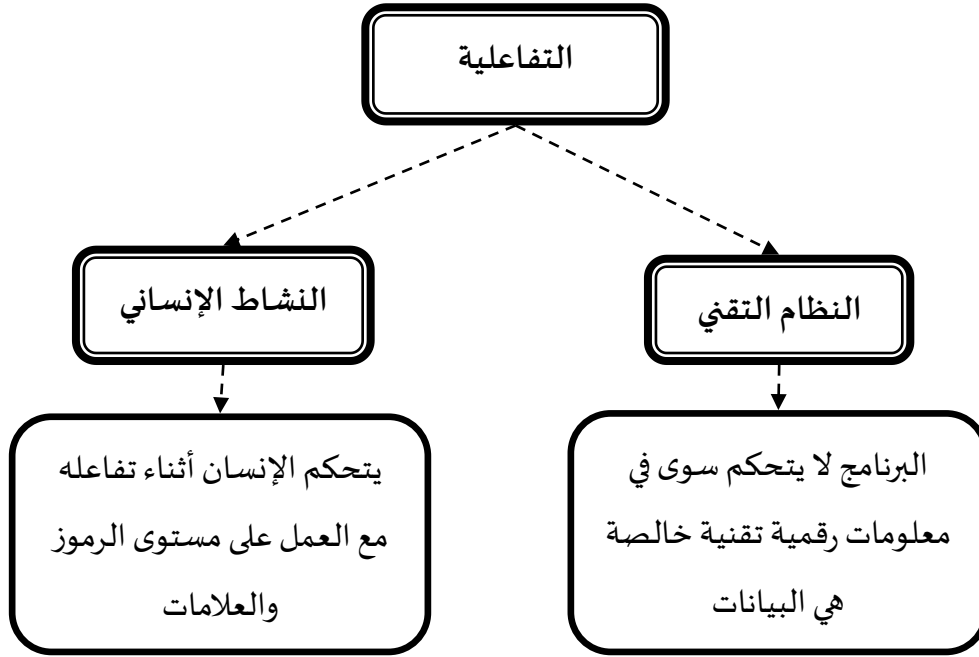 التفاعلية
النظام التقني
النشاط الإنساني
البرنامج لا يتحكم سوى في
معلومات رقمية تقنية خالصة
هي البيانات
يتحكم الإنسان أثناء تفاعله
مع العمل على مستوى الرموز
والعلامات